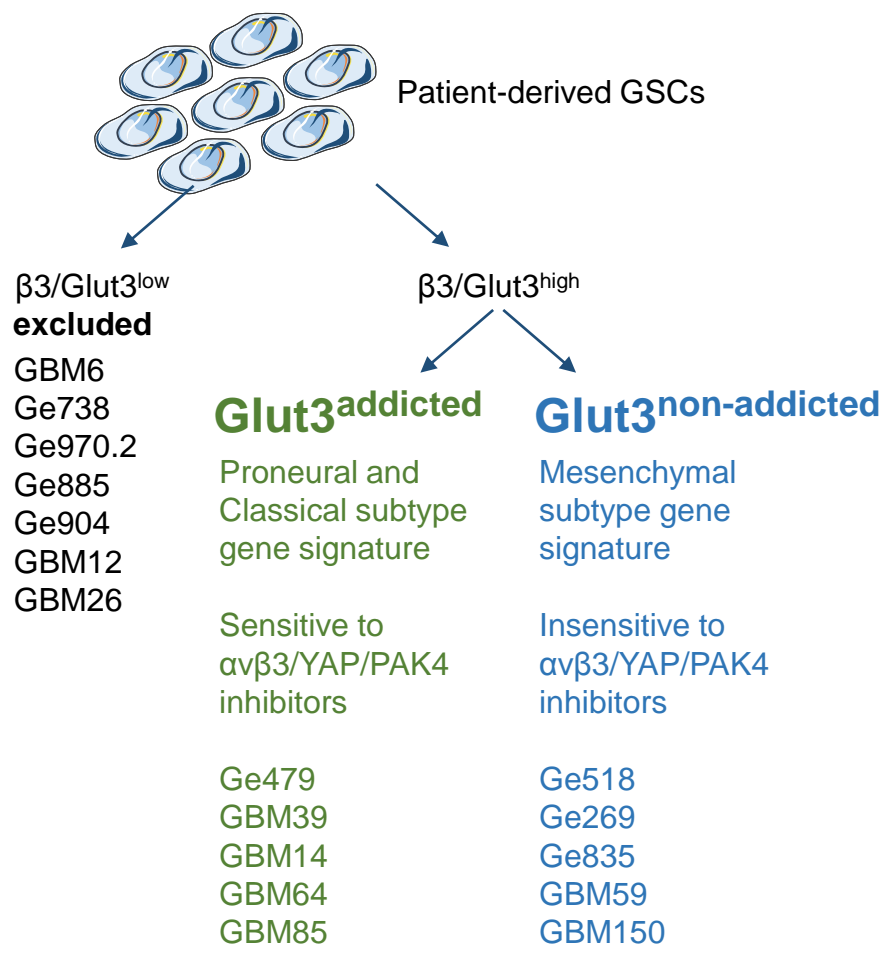 Patient-derived GSCs
β3/Glut3low
excluded
GBM6
Ge738
Ge970.2
Ge885
Ge904
GBM12
GBM26
β3/Glut3high
Glut3addicted
Proneural and
Classical subtype
gene signature
Sensitive to
αvβ3/YAP/PAK4
inhibitors
Ge479
GBM39
GBM14
GBM64
GBM85
Glut3non-addicted
Mesenchymal
subtype gene
signature
Insensitive to
αvβ3/YAP/PAK4
inhibitors
Ge518
Ge269
Ge835
GBM59
GBM150